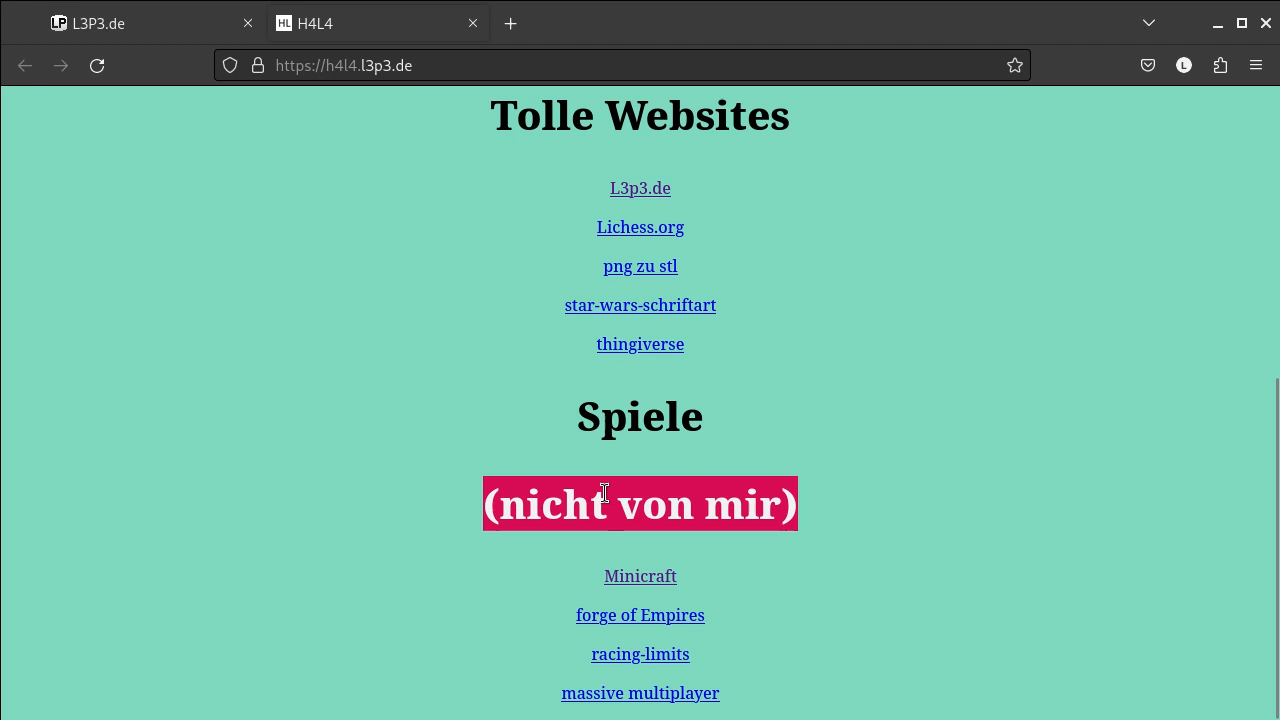 L3P3.de
H4L4
https://h4l4.l3p3.de
L
Tolle Websites
L3p3.de
Lichess.org
png zu stl
star-wars-schriftart
thingiverse
Spiele
(nicht von mir)
Minicraft
forge of Empires
racing-limits
massive multiplayer